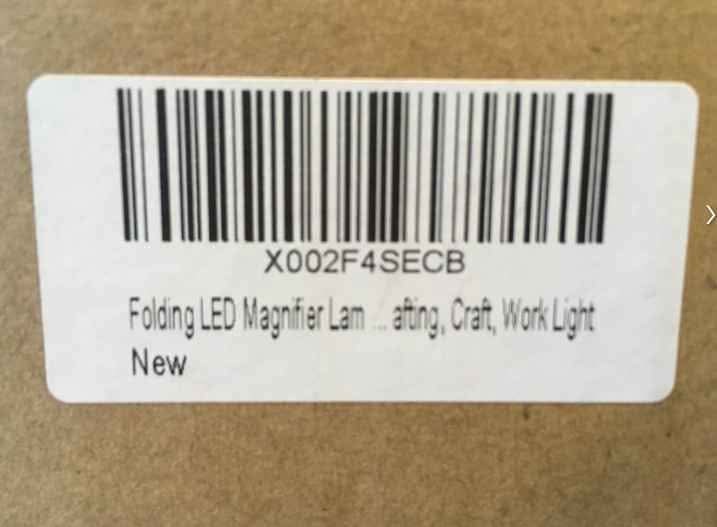 X002F4SECB
Folding LED Magnifier Lam ... afting, Craft, Work Light
New